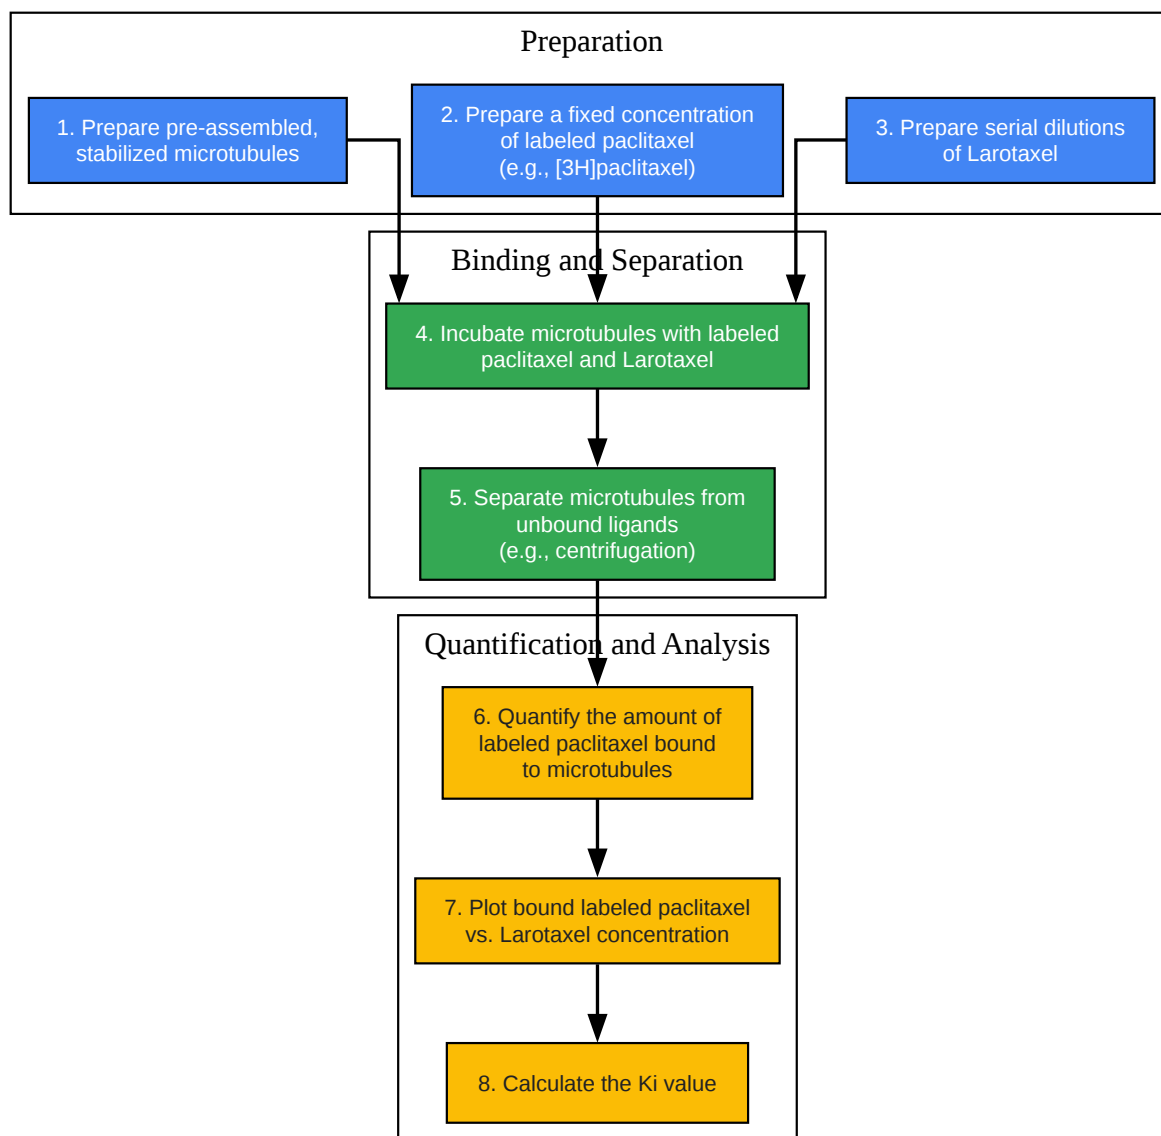 Preparation
1. Prepare pre-assembled,
stabilized microtubules
2. Prepare a fixed concentration
of labeled paclitaxel
(e.g., [3H]paclitaxel)
3. Prepare serial dilutions
of Larotaxel
Binding and Separation
4. Incubate microtubules with labeled
paclitaxel and Larotaxel
5. Separate microtubules from
unbound ligands
(e.g., centrifugation)
Quantification and Analysis
6. Quantify the amount of
labeled paclitaxel bound
to microtubules
7. Plot bound labeled paclitaxel
vs. Larotaxel concentration
8. Calculate the Ki value